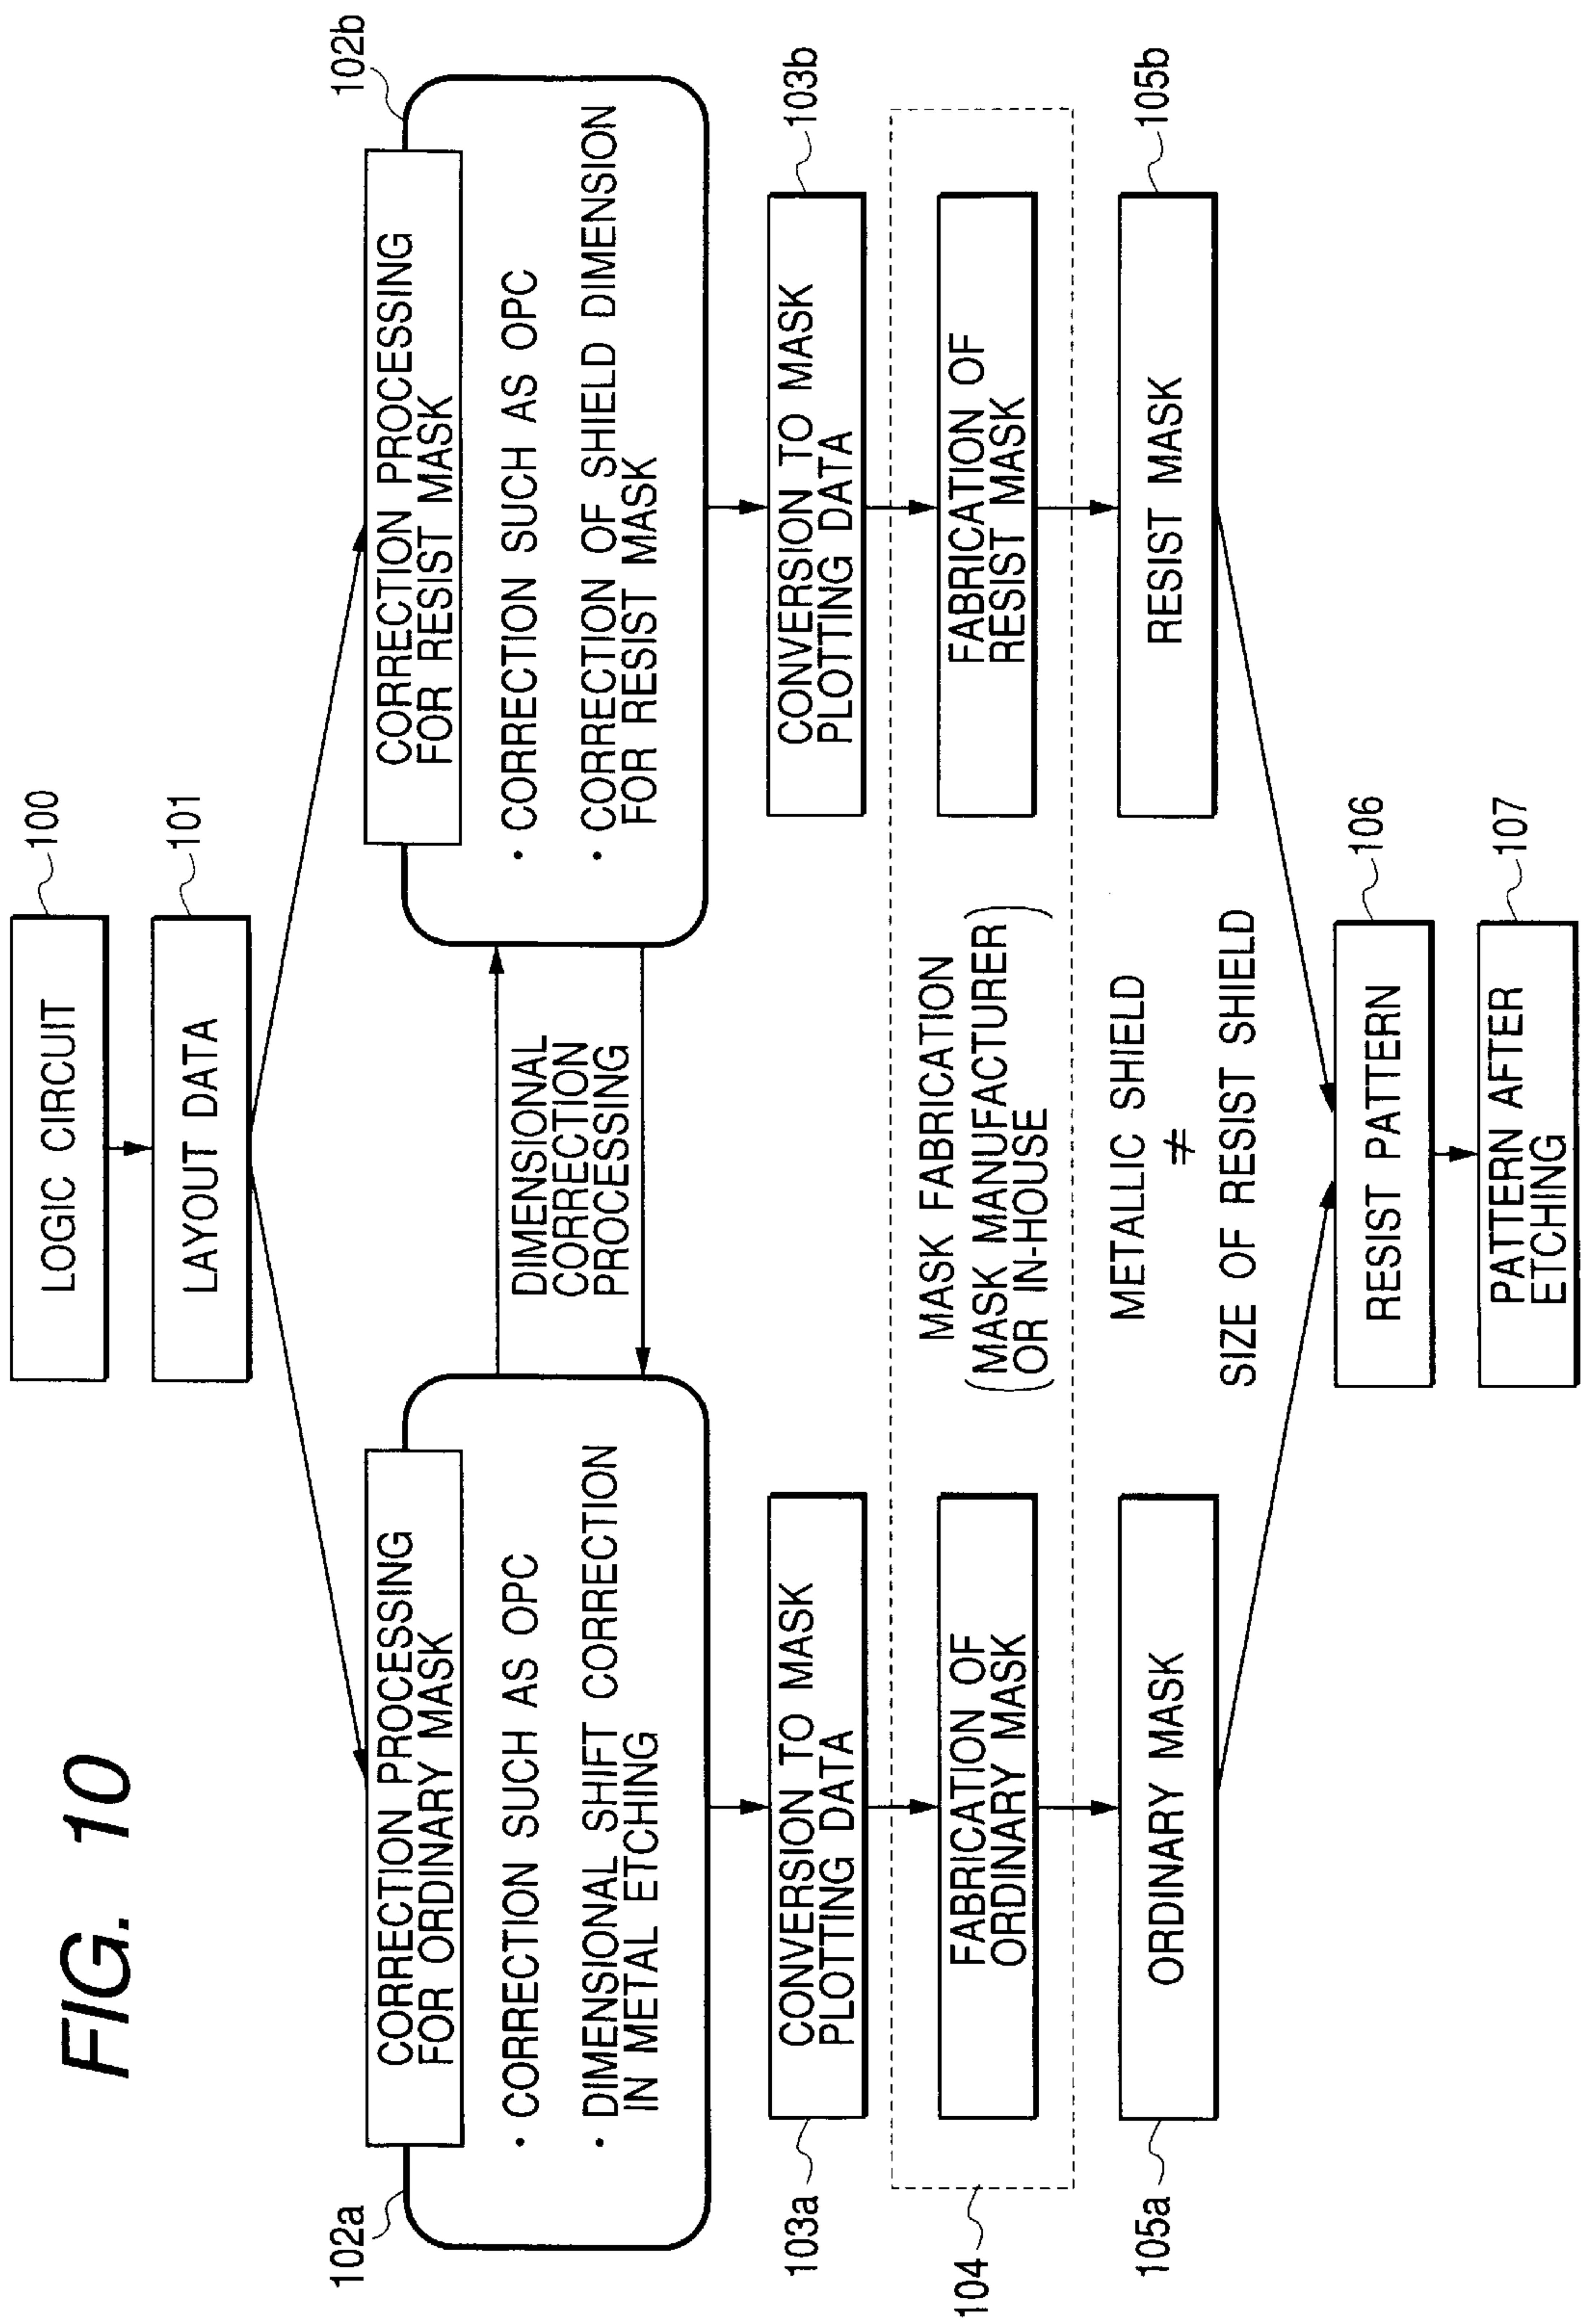 FIG. 10
LOGIC CIRCUIT
100
LAYOUT DATA
101
102a
CORRECTION PROCESSING
FOR ORDINARY MASK
· CORRECTION SUCH AS OPC
· DIMENSIONAL SHIFT CORRECTION
IN METAL ETCHING
DIMENSIONAL
CORRECTION
PROCESSING
102b
CORRECTION PROCESSING
FOR RESIST MASK
· CORRECTION SUCH AS OPC
· CORRECTION OF SHIELD DIMENSION
FOR RESIST MASK
103a
CONVERSION TO MASK
PLOTTING DATA
CONVERSION TO MASK
PLOTTING DATA
103b
104
FABRICATION OF
ORDINARY MASK
MASK FABRICATION
(MASK MANUFACTURER
OR IN-HOUSE)
FABRICATION OF
RESIST MASK
105a
ORDINARY MASK
METALLIC SHIELD
≠
SIZE OF RESIST SHIELD
RESIST MASK
105b
RESIST PATTERN
106
PATTERN AFTER
ETCHING
107